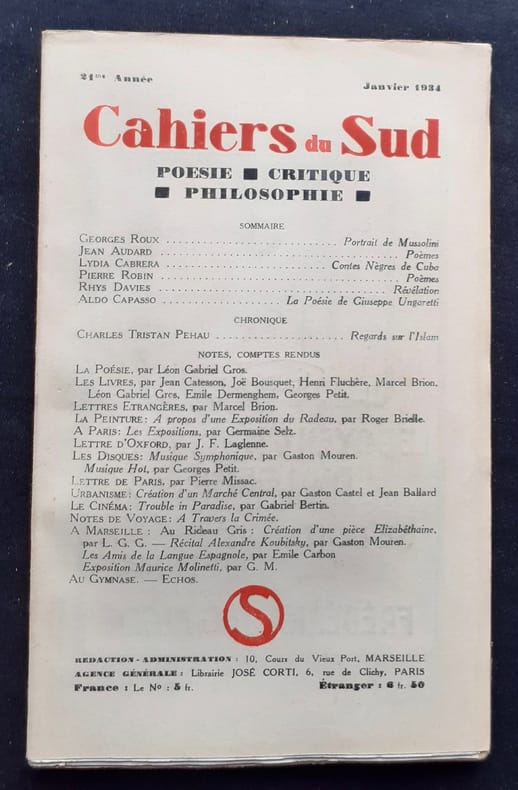 21me Année
Janvier 1934
Cahiers du Sud
POESIE ■ CRITIQUE
■ PHILOSOPHIE ■
SOMMAIRE
GEORGES ROUX .............................. Portrait de Mussolini
JEAN AUDARD .............................. Poèmes
LYDIA CABRERA .............................. Contes Nègres de Cuba
PIERRE ROBIN .............................. Poèmes
RHYS DAVIES .............................. Révélation
ALDO CAPASSO .............................. La Poésie de Giuseppe Ungaretti
CHRONIQUE
CHARLES TRISTAN PEHAU .............................. Regards sur l'Islam
NOTES, COMPTES RENDUS
LA POÉSIE, par Léon Gabriel Gros.
LES LIVRES, par Jean Catesson, Joë Bousquet, Henri Fluchère, Marcel Brion,
Léon Gabriel Gros, Emile Dermenghem, Georges Petit.
LETTRES ETRANGÈRES, par Marcel Brion.
LA PEINTURE: A propos d'une Exposition du Radeau, par Roger Brielle.
A PARIS: Les Expositions, par Germaine Selz.
LETTRE D'OXFORD, par J. F. Laglenne.
LES DISQUES: Musique Symphonique, par Gaston Mouren.
Musique Hot, par Georges Petit.
LETTRE DE PARIS, par Pierre Missac.
URBANISME: Création d'un Marché Central, par Gaston Castel et Jean Ballard
LE CINÉMA: Trouble in Paradise, par Gabriel Bertin.
NOTES DE VOYAGE: A Travers la Crimée.
A MARSEILLE: Au Rideau Gris: Création d'une pièce Elizabéthaine,
par L. G. G. — Récital Alexandre Koubitsky, par Gaston Mouren.
Les Amis de la Langue Espagnole, par Emile Carbon
Exposition Maurice Molinetti, par G. M.
AU GYMNASE. — ECHOS.
S
REDACTION - ADMINISTRATION : 10, Cours du Vieux Port, MARSEILLE
AGENCE GÉNÉRALE : Librairie JOSÉ CORTI, 6, rue de Clichy, PARIS
France : Le No : 5 fr. Étranger : 6 fr. 50